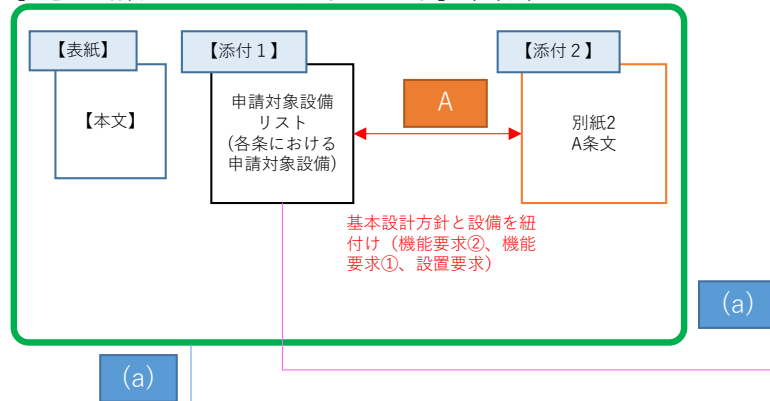 【表紙】
【本文】
【添付１】
申請対象設備
リスト
(各条における
申請対象設備)
A
【添付２】
別紙2
A条文
基本設計方針と設備を紐
付け（機能要求②、機能
要求①、設置要求）
(a)
(a)